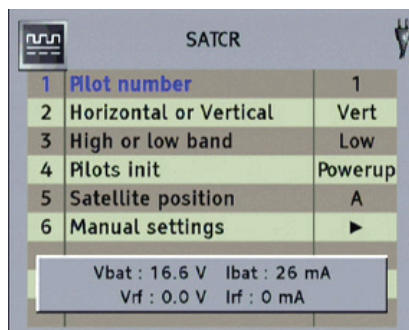 SATCR
1 Pilot number 1
2 Horizontal or Vertical Vert
3 High or low band Low
4 Pilots init Powerup
5 Satellite position A
6 Manual settings ►
Vbat : 16.6 V Ibat : 26 mA
Vrf : 0.0 V Irf : 0 mA